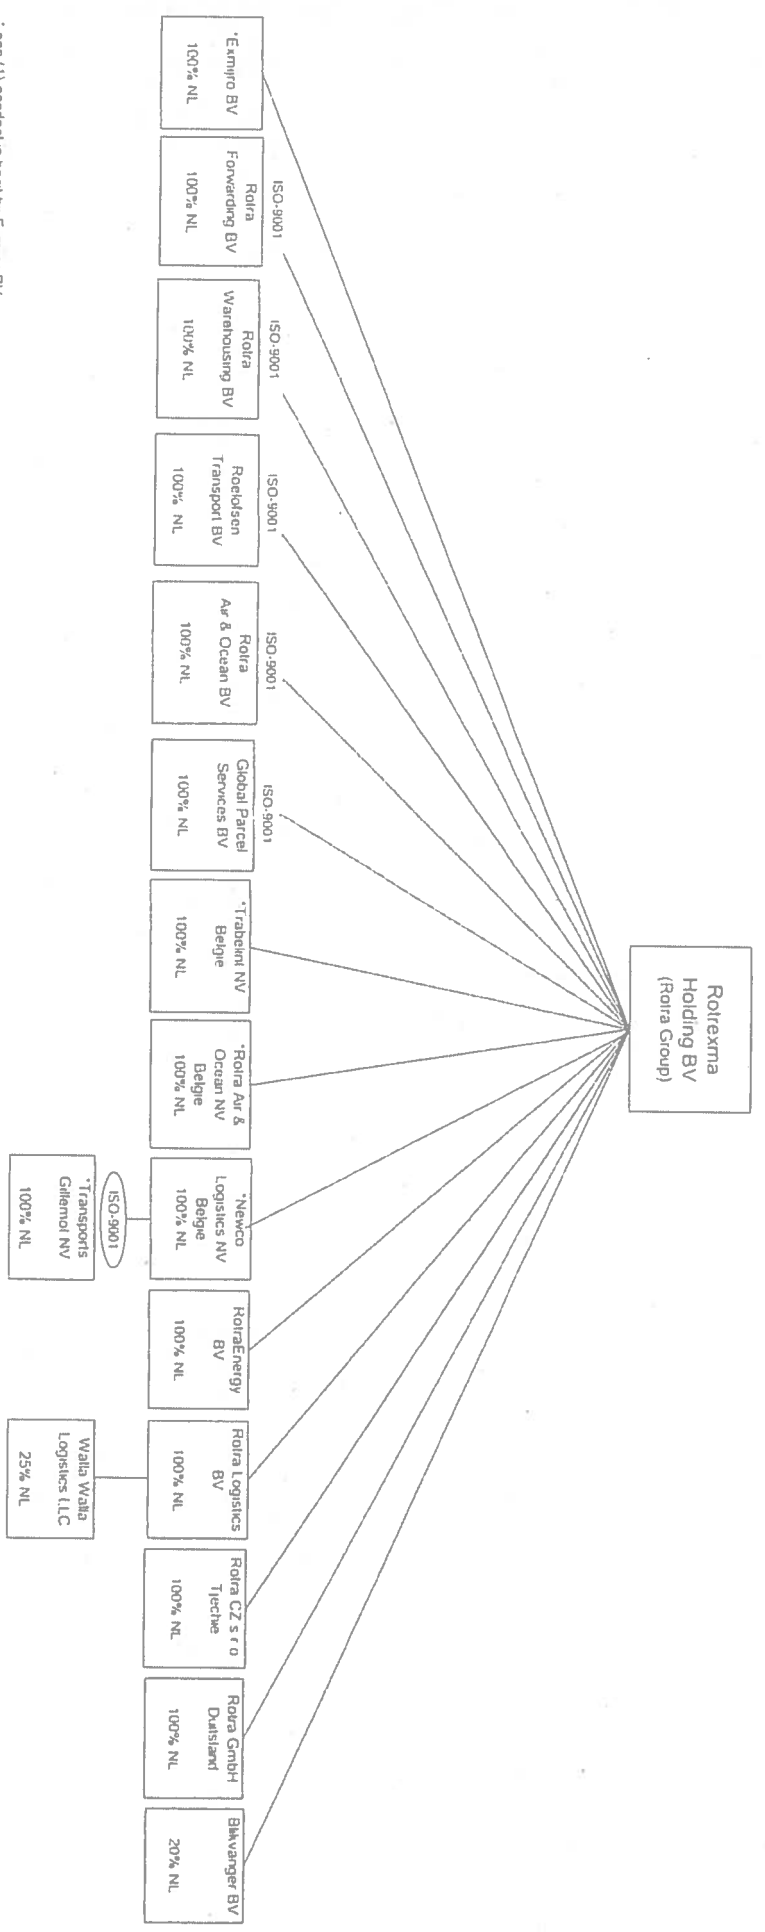 Rotrexma
Holding BV
(Rotra Group)
*Exmijro BV
100% NL
ISO-9001
Rotra
Forwarding BV
100% NL
ISO-9001
Rotra
Warehousing BV
100% NL
ISO-9001
Roelofsen
Transport BV
100% NL
ISO-9001
Rotra
Air & Ocean BV
100% NL
ISO-9001
Global Parcel
Services BV
100% NL
*Trabelint NV
Belgie
100% NL
*Rotra Air &
Ocean NV
Belgie
100% NL
*Newco
Logistics NV
Belgie
100% NL
RotraEnergy
BV
100% NL
Rotra Logistics
BV
100% NL
Rotra CZ s r o
Tjechie
100% NL
Rotra GmbH
Duitsland
100% NL
Blikvanger BV
20% NL
ISO-9001
*Transports
Gillemot NV
100% NL
Walla Walla
Logistics LLC
25% NL